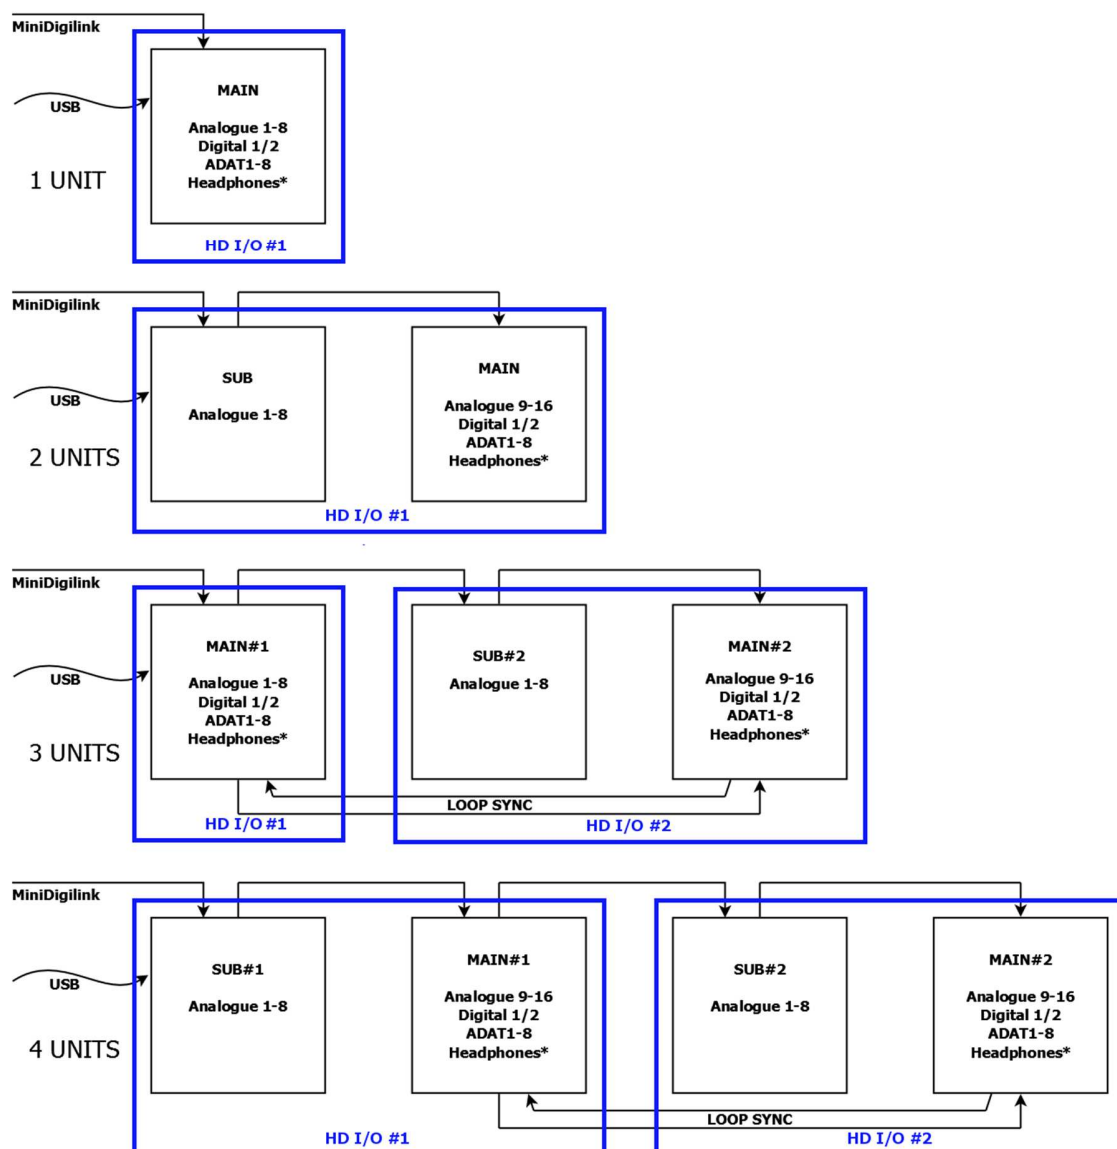 MiniDigilink
USB
1 UNIT
MAIN
Analogue 1-8
Digital 1/2
ADAT1-8
Headphones*
HD I/O #1
MiniDigilink
USB
2 UNITS
SUB
Analogue 1-8
MAIN
Analogue 9-16
Digital 1/2
ADAT1-8
Headphones*
HD I/O #1
MiniDigilink
USB
3 UNITS
MAIN#1
Analogue 1-8
Digital 1/2
ADAT1-8
Headphones*
HD I/O #1
SUB#2
Analogue 1-8
MAIN#2
Analogue 9-16
Digital 1/2
ADAT1-8
Headphones*
LOOP SYNC
HD I/O #2
MiniDigilink
USB
4 UNITS
SUB#1
Analogue 1-8
MAIN#1
Analogue 9-16
Digital 1/2
ADAT1-8
Headphones*
HD I/O #1
SUB#2
Analogue 1-8
MAIN#2
Analogue 9-16
Digital 1/2
ADAT1-8
Headphones*
LOOP SYNC
HD I/O #2